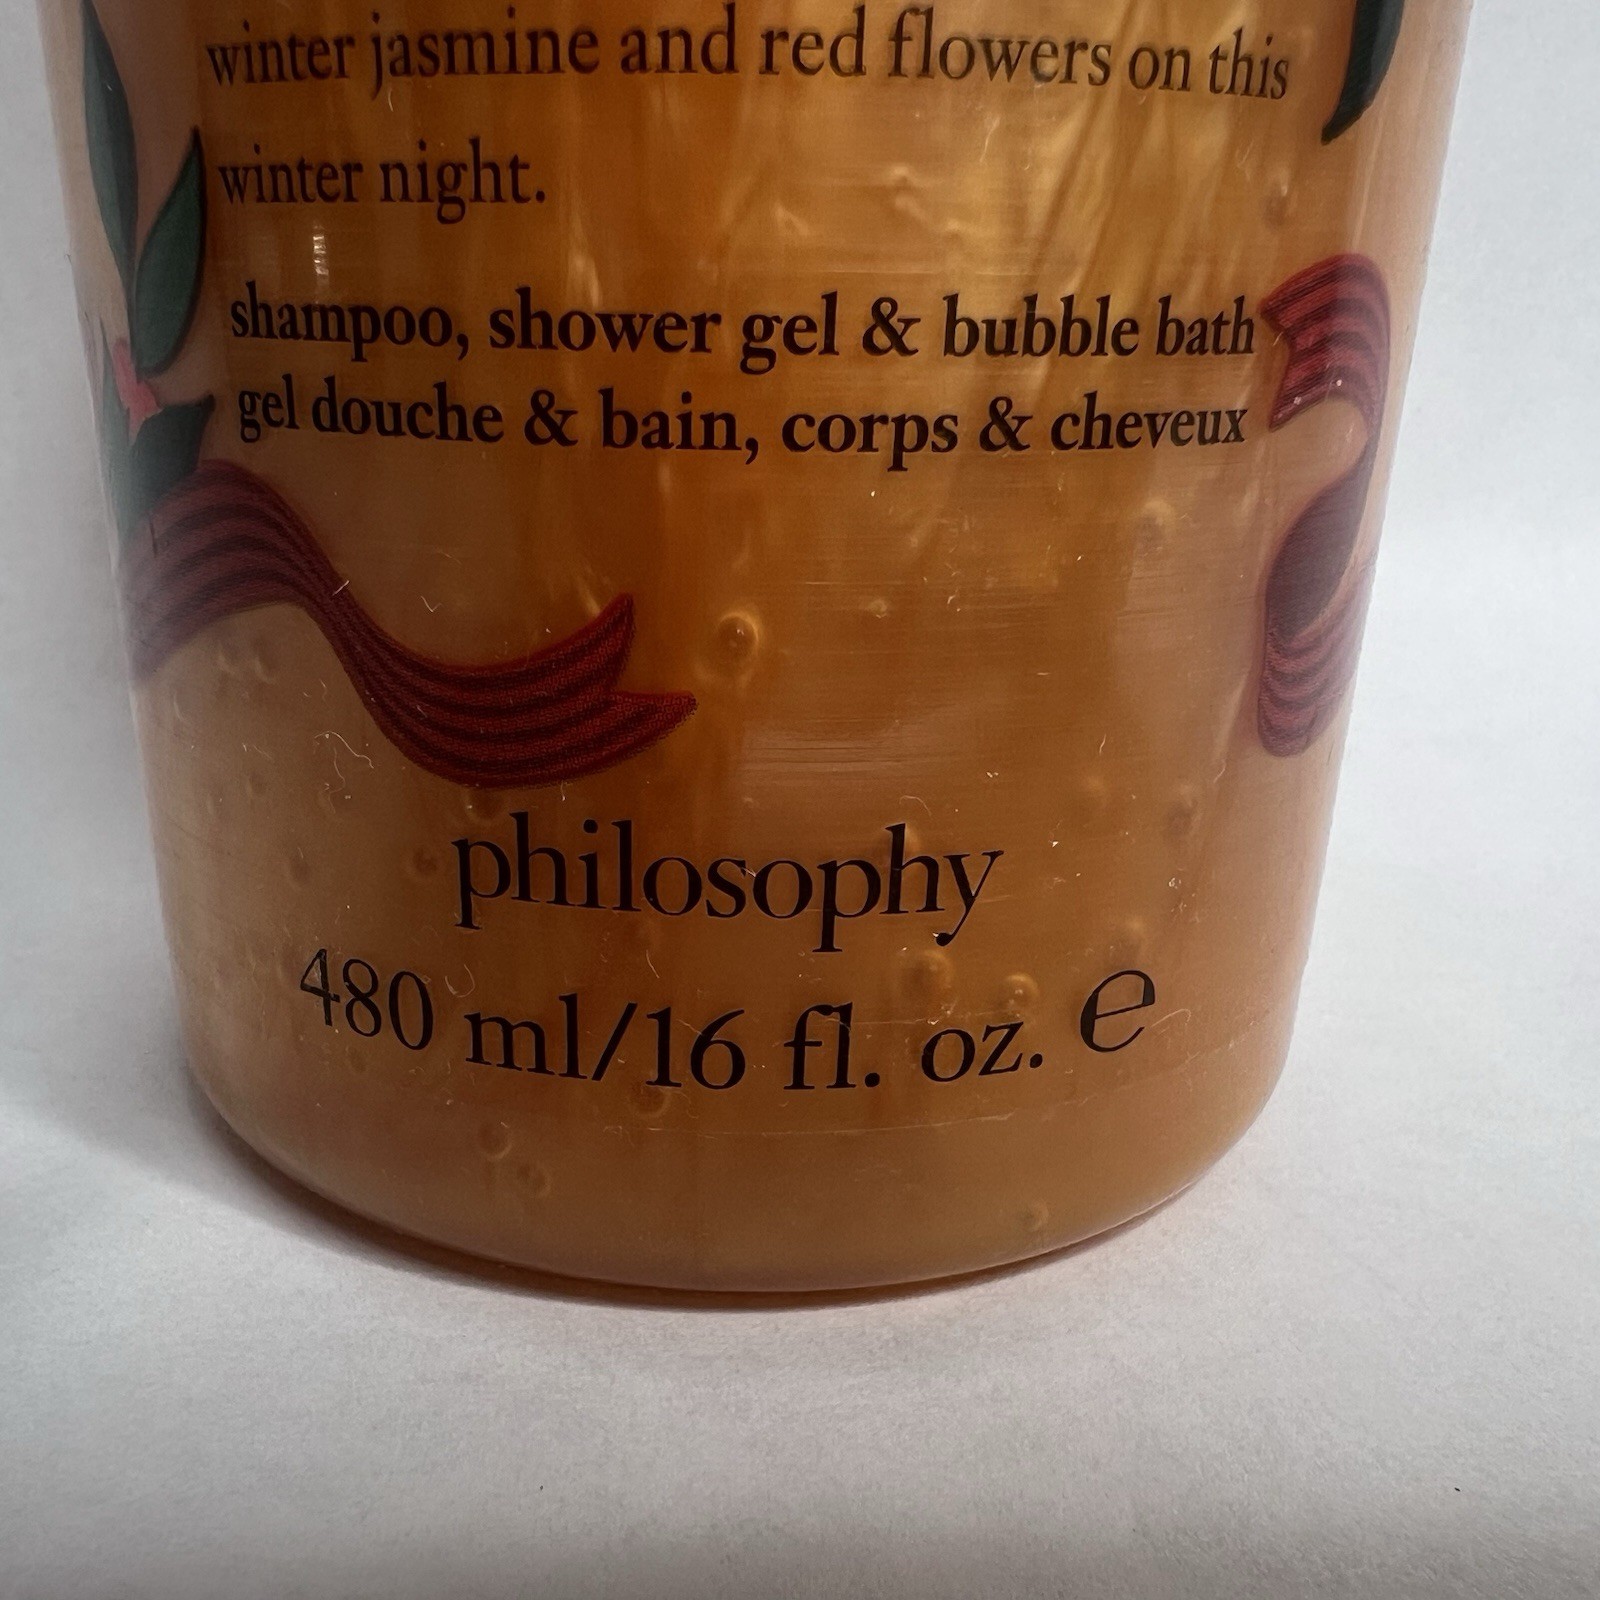 winter jasmine and red flowers on this
winter night.
shampoo, shower gel & bubble bath
gel douche & bain, corps & cheveux
philosophy
480 ml/16 fl. oz. ℮